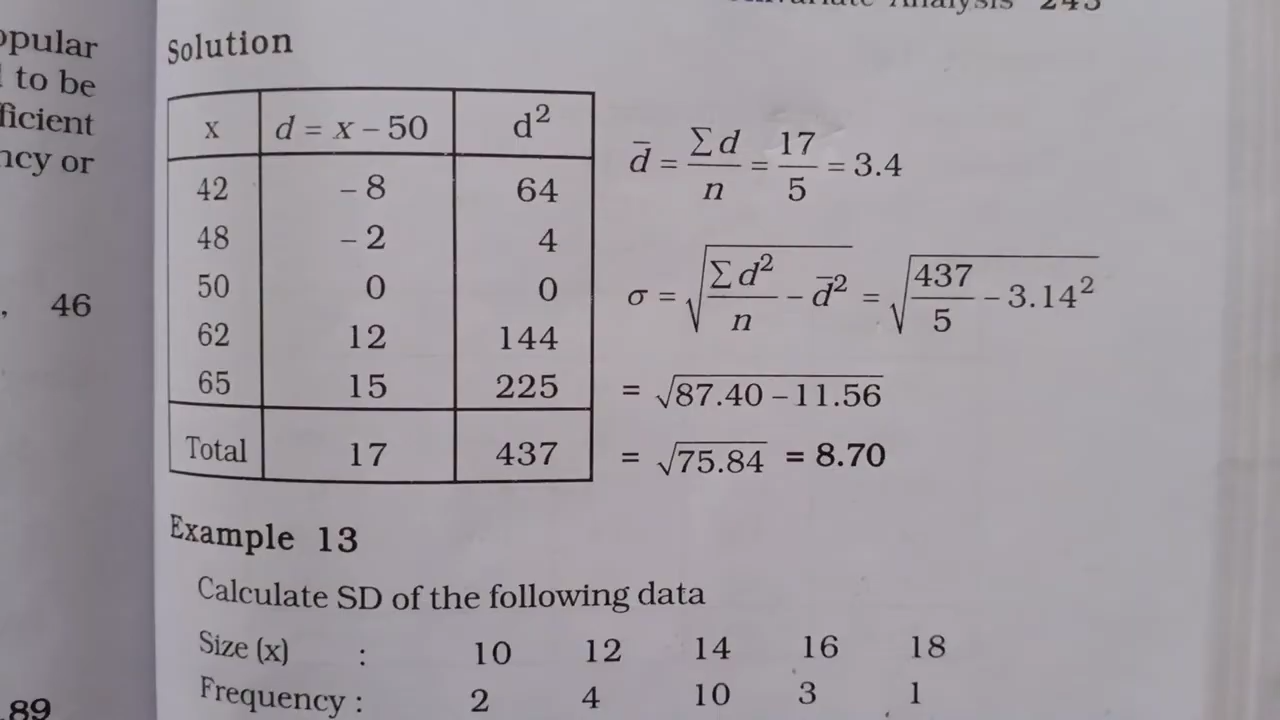 Analysis 243
opular
to be
ficient
ncy or
, 46
.89
Solution
x d = x – 50 d²
42 – 8 64
48 – 2 4
50 0 0
62 12 144
65 15 225
Total 17 437
d̄ = Σd/n = 17/5 = 3.4
σ = √(Σd²/n – d̄²) = √(437/5 – 3.14²)
= √(87.40 – 11.56)
= √75.84 = 8.70
Example 13
Calculate SD of the following data
Size (x) : 10 12 14 16 18
Frequency : 2 4 10 3 1